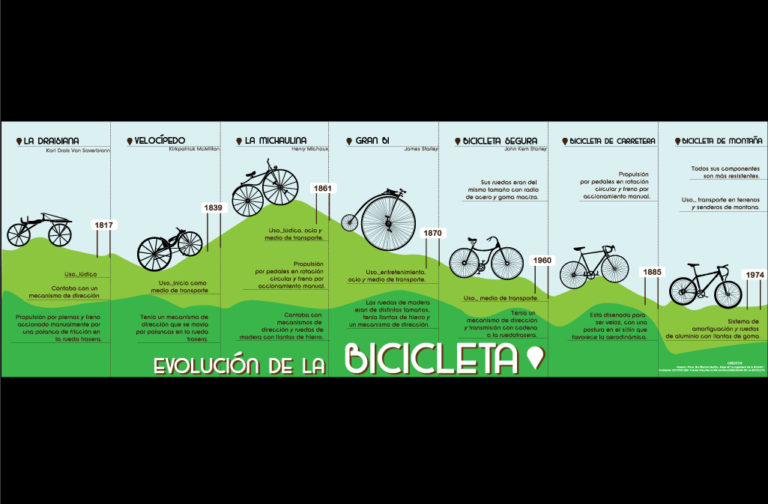 LA DRAISIANA
Karl Drais Von Saverbronn
1817
Uso_lúdico
Contaba con un
mecanismo de dirección
Propulsión por piernas y freno
accionado manualmente por
una palanca de fricción en
la rueda trasera.
VELOCÍPEDO
Kirkpatrick McMillan
1839
Uso_inicio como
medio de transporte
Tenía un mecanismo de
dirección que se movía
por palancas en la rueda
trasera.
LA MICHAULINA
Henry Michaux
1861
Uso_lúdico, ocio y
medio de transporte.
Propulsión
por pedales en rotación
circular y freno por
accionamiento manual.
Contaba con
mecanismos de
dirección y ruedas de
madera con llantas de hierro.
GRAN BI
James Starley
1870
Uso_entretenimiento,
ocio y medio de transporte.
Las ruedas de madera
eran de distintos tamaños,
tenía llantas de hierro y
un mecanismo de dirección.
BICICLETA SEGURA
John Kem Starley
Sus ruedas eran del
mismo tamaño con radio
de acero y goma maciza.
1960
Uso_ medio de transporte.
Tenía un
mecanismo de dirección
y transmisión con cadena
a la ruedatrasera.
BICICLETA DE CARRETERA
Propulsión
por pedales en rotación
circular y freno por
accionamiento manual.
1885
Esta diseñada para
ser veloz, con una
postura en el sillín que
favorece la aerodinámica.
BICICLETA DE MONTAÑA
Todos sus componentes
son más resistentes.
Uso_ transporte en terrenos
y senderos de montaña.
1974
Sistema de
amortiguación y ruedas
de aluminio con llantas de goma.
EVOLUCIÓN DE LA BICICLETA
CRÉDITOS